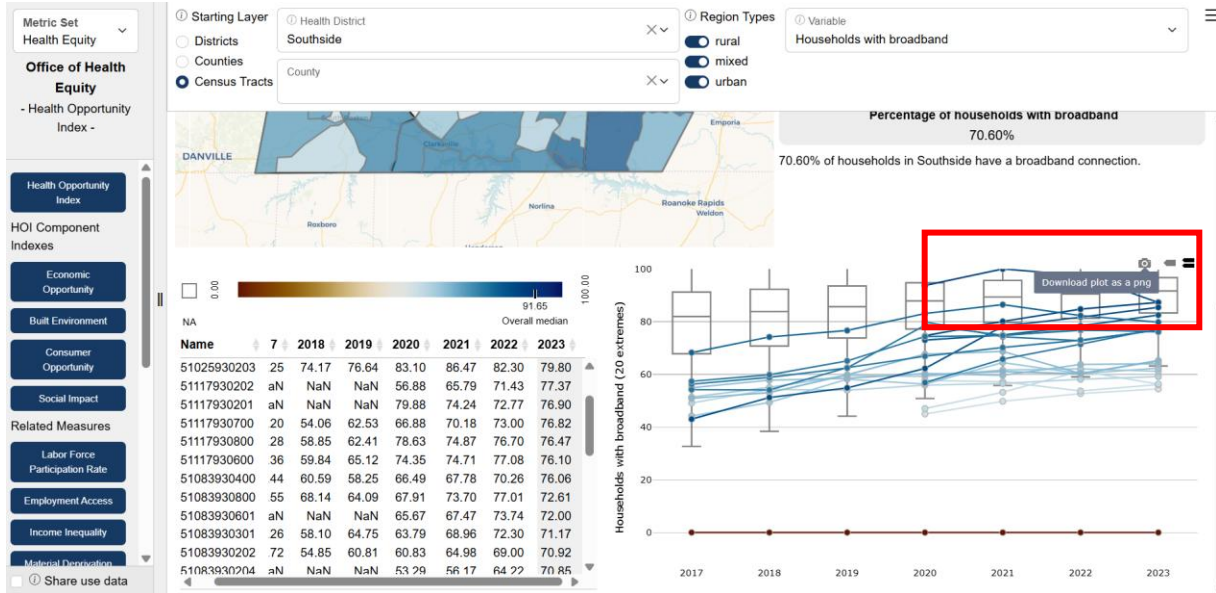 Metric Set
Health Equity
Office of Health
Equity
- Health Opportunity
Index -
Health Opportunity
Index
HOI Component
Indexes
Economic
Opportunity
Built Environment
Consumer
Opportunity
Social Impact
Related Measures
Labor Force
Participation Rate
Employment Access
Income Inequality
Material Deprivation
Share use data
Starting Layer
Districts
Counties
Census Tracts
Health District
Southside
County
Region Types
rural
mixed
urban
Variable
Households with broadband
DANVILLE
Clarksville
Emporia
Roxboro
Norlina
Roanoke Rapids
Weldon
Henderson
Percentage of households with broadband
70.60%
70.60% of households in Southside have a broadband connection.
0.00
91.65
100.00
NA
Overall median
Name 7 2018 2019 2020 2021 2022 2023
51025930203 25 74.17 76.64 83.10 86.47 82.30 79.80
51117930202 aN NaN NaN 56.88 65.79 71.43 77.37
51117930201 aN NaN NaN 79.88 74.24 72.77 76.90
51117930700 20 54.06 62.53 66.88 70.18 73.00 76.82
51117930800 28 58.85 62.41 78.63 74.87 76.70 76.47
51117930600 36 59.84 65.12 74.35 74.71 77.08 76.10
51083930400 44 60.59 58.25 66.49 67.78 70.26 76.06
51083930800 55 68.14 64.09 67.91 73.70 77.01 72.61
51083930601 aN NaN NaN 65.67 67.47 73.74 72.00
51083930301 26 58.10 64.75 63.79 68.96 72.30 71.17
51083930202 72 54.85 60.81 60.83 64.98 69.00 70.92
51083930204 aN NaN NaN 53.29 56.17 64.22 70.85
Download plot as a png
Households with broadband (20 extremes)
100
80
60
40
20
0
2017 2018 2019 2020 2021 2022 2023